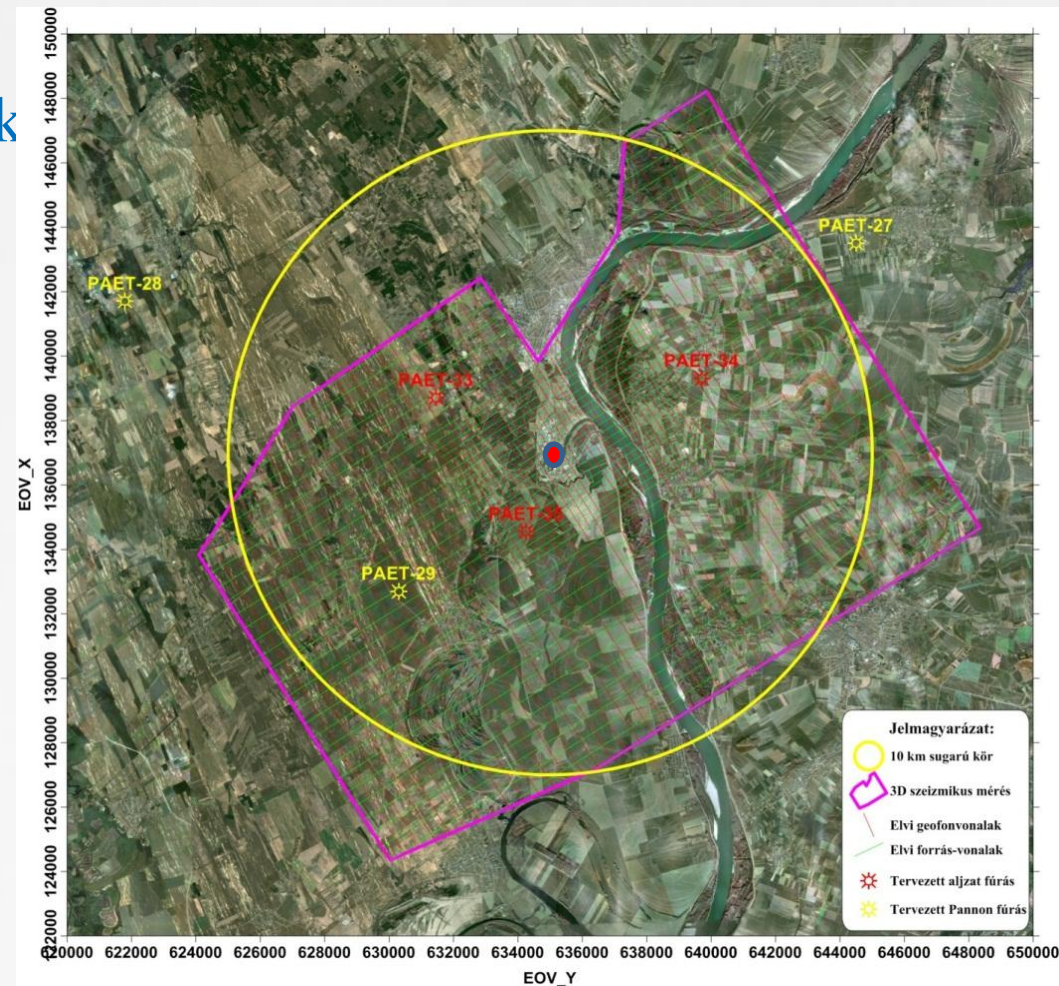 k
150000
148000
146000
144000
142000
140000
138000
136000
134000
132000
130000
128000
126000
124000
122000
EOV_X
PAET-27
PAET-28
PAET-34
PAET-33
PAET-35
PAET-29
Jelmagyarázat:
10 km sugarú kör
3D szeizmikus mérés
Elvi geofonvonalak
Elvi forrás-vonalak
Tervezett aljzat fúrás
Tervezett Pannon fúrás
620000 622000 624000 626000 628000 630000 632000 634000 636000 638000 640000 642000 644000 646000 648000 650000
EOV_Y